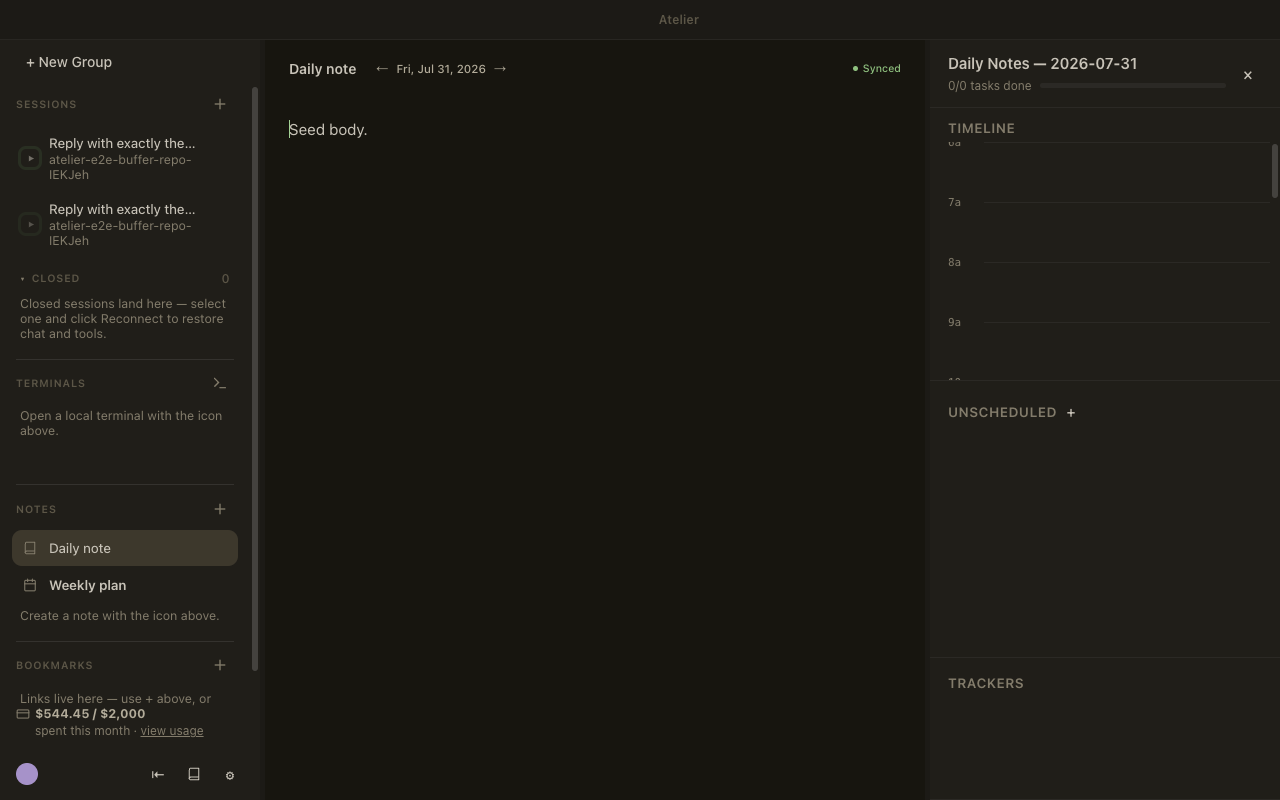 Atelier
+ New Group
SESSIONS
Reply with exactly the...
atelier-e2e-buffer-repo-
IEKJeh
Reply with exactly the...
atelier-e2e-buffer-repo-
IEKJeh
CLOSED 0
Closed sessions land here — select
one and click Reconnect to restore
chat and tools.
TERMINALS
Open a local terminal with the icon
above.
NOTES
Daily note
Weekly plan
Create a note with the icon above.
BOOKMARKS
Links live here — use + above, or
$544.45 / $2,000
spent this month · view usage
Daily note ← Fri, Jul 31, 2026 →
Synced
Seed body.
Daily Notes — 2026-07-31
0/0 tasks done
TIMELINE
6a
7a
8a
9a
UNSCHEDULED +
TRACKERS